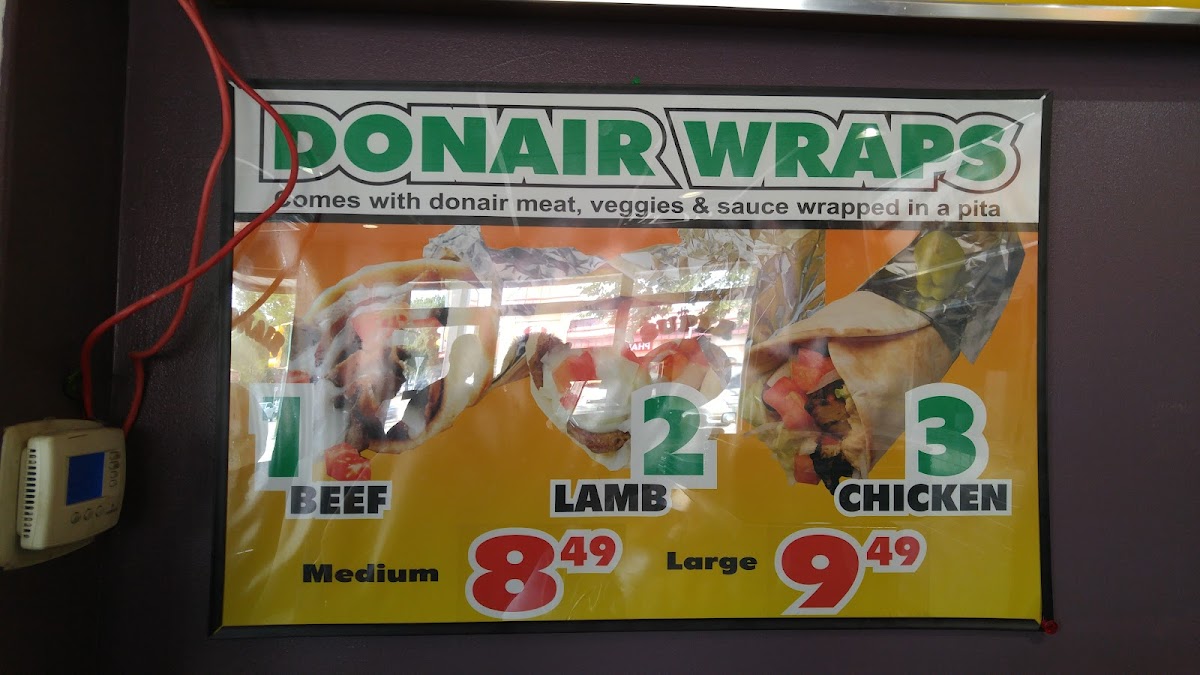 DONAIR WRAPS
Comes with donair meat, veggies & sauce wrapped in a pita
1 2 3
BEEF LAMB CHICKEN
Medium 8 49 Large 9 49